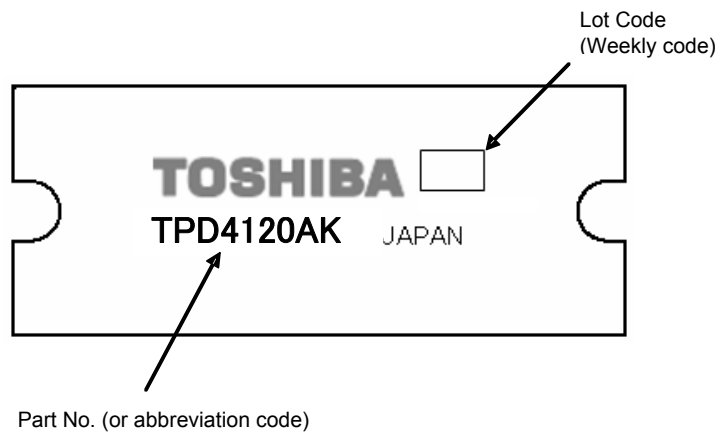 Lot Code
(Weekly code)
TOSHIBA
TPD4120AK JAPAN
Part No. (or abbreviation code)